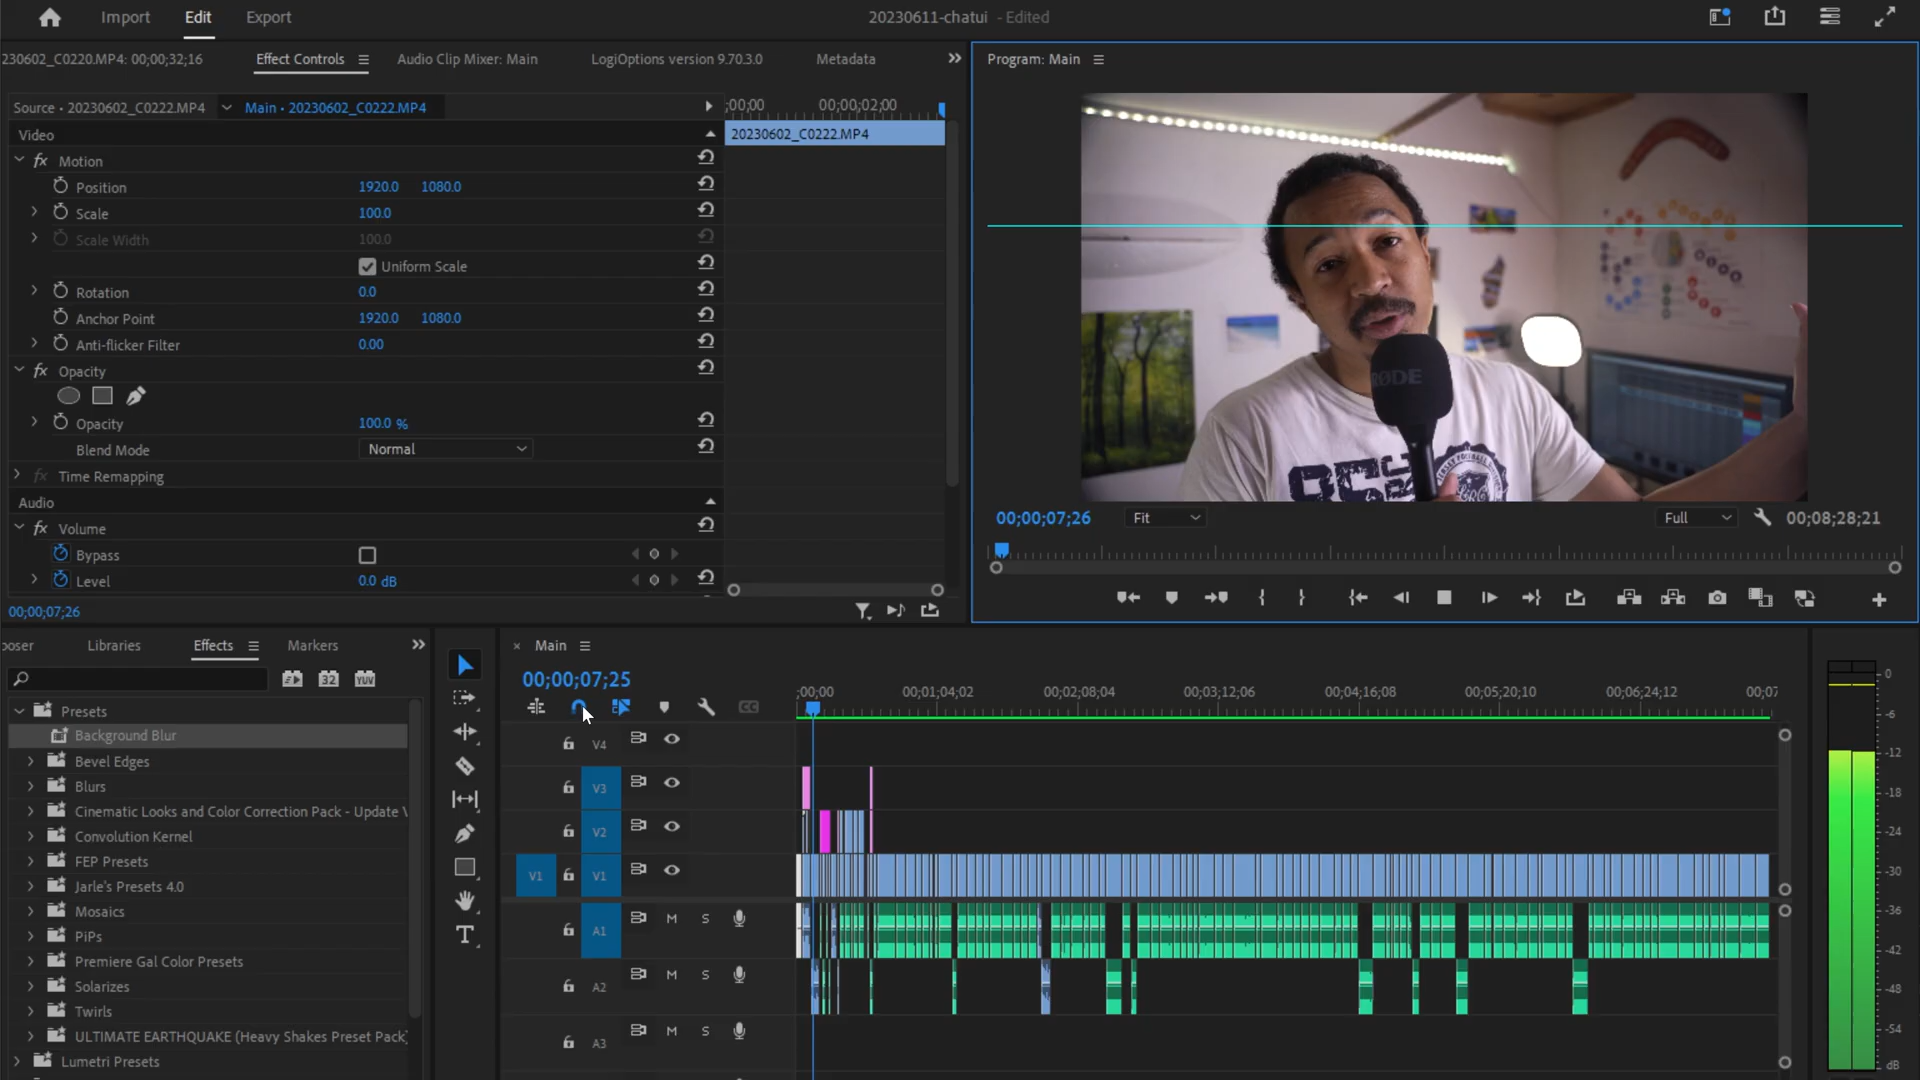 Import Edit Export 20230611-chatui - Edited
230602_C0220.MP4: 00;00;32;16 Effect Controls Audio Clip Mixer: Main LogiOptions version 9.70.3.0 Metadata Program: Main
Source • 20230602_C0222.MP4 Main • 20230602_C0222.MP4 ;00;00 00;00;02;00
Video 20230602_C0222.MP4
fx Motion
Position 1920.0 1080.0
Scale 100.0
Scale Width 100.0
Uniform Scale
Rotation 0.0
Anchor Point 1920.0 1080.0
Anti-flicker Filter 0.00
fx Opacity
Opacity 100.0 %
Blend Mode Normal
fx Time Remapping
Audio
fx Volume
Bypass
Level 0.0 dB
00;00;07;26
RØDE
00;00;07;26 Fit Full 00;08;28;21
oser Libraries Effects Markers
32 YUV
Presets
Background Blur
Bevel Edges
Blurs
Cinematic Looks and Color Correction Pack - Update V
Convolution Kernel
FEP Presets
Jarle's Presets 4.0
Mosaics
PiPs
Premiere Gal Color Presets
Solarizes
Twirls
ULTIMATE EARTHQUAKE (Heavy Shakes Preset Pack)
Lumetri Presets
T
× Main
00;00;07;25 ;00;00 00;01;04;02 00;02;08;04 00;03;12;06 00;04;16;08 00;05;20;10 00;06;24;12 00;07
CC
V4
V3
V2
V1 V1
A1 M S
A2 M S
A3 M S
0
-6
-12
-18
-24
-30
-36
-42
-48
-54
dB